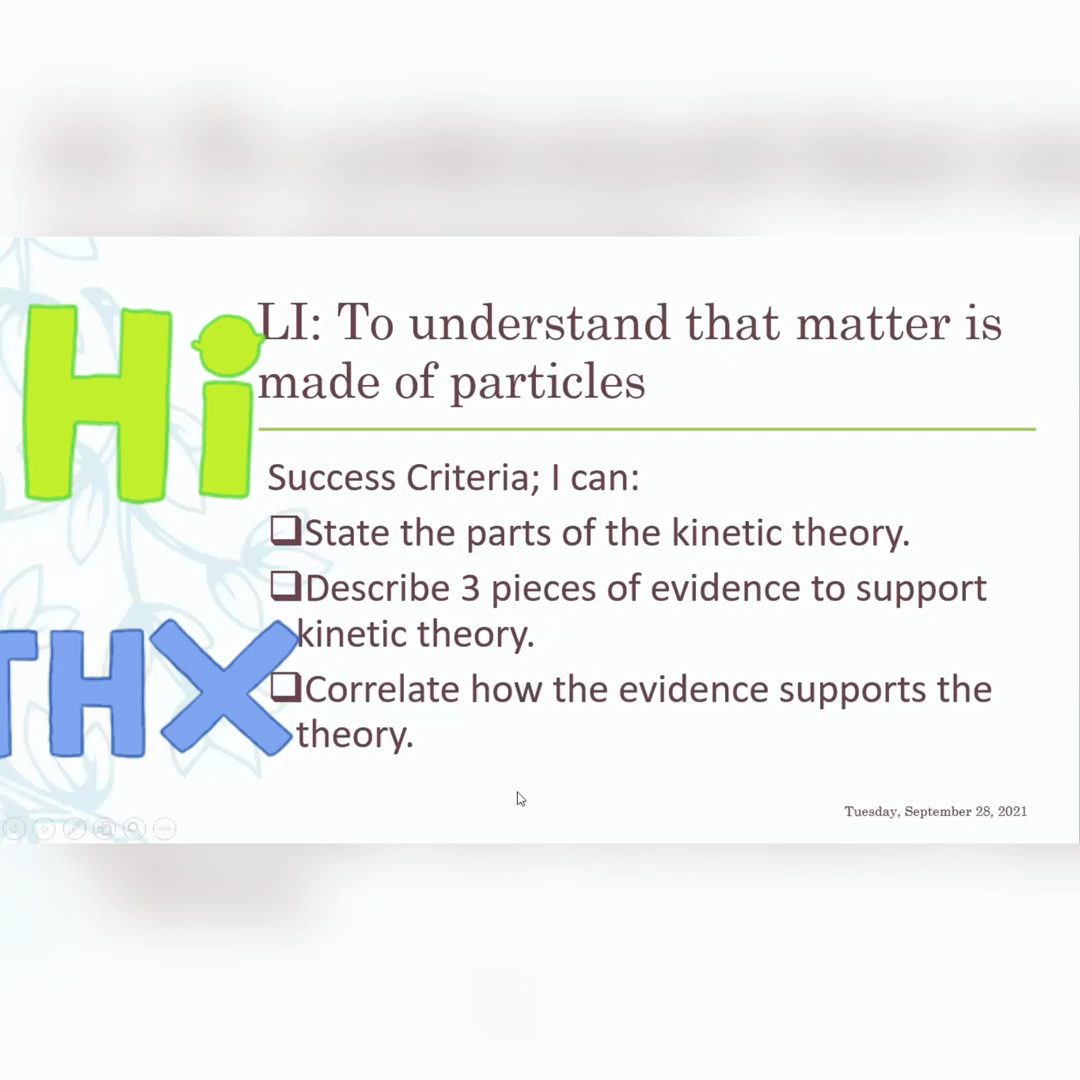 Hi
LI: To understand that matter is
made of particles
Success Criteria; I can:
❑State the parts of the kinetic theory.
❑Describe 3 pieces of evidence to support
kinetic theory.
THX
❑Correlate how the evidence supports the
theory.
Tuesday, September 28, 2021